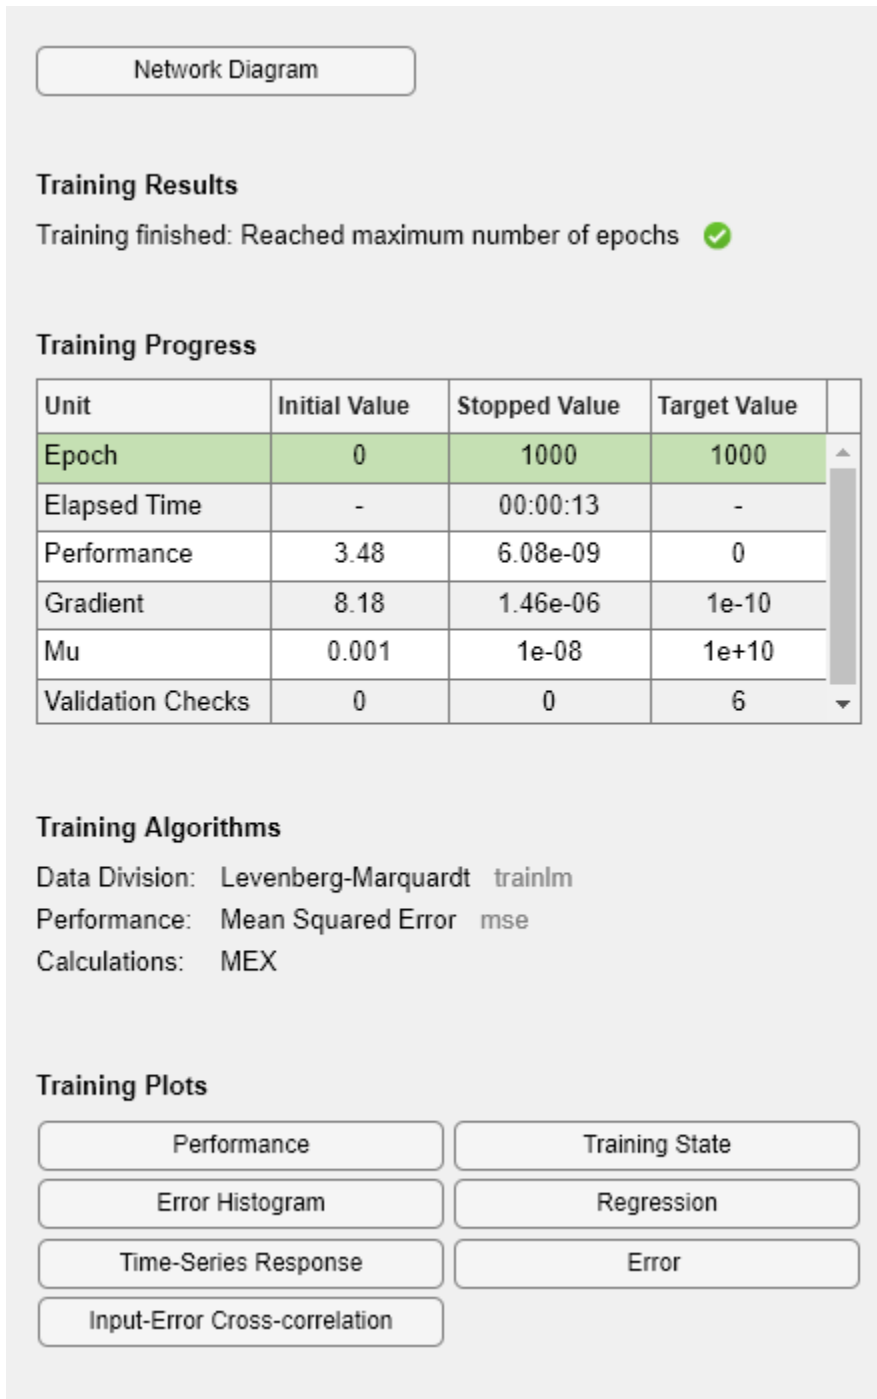 Network Diagram
Training Results
Training finished: Reached maximum number of epochs
Training Progress
Unit Initial Value Stopped Value Target Value
Epoch 0 1000 1000
Elapsed Time - 00:00:13 -
Performance 3.48 6.08e-09 0
Gradient 8.18 1.46e-06 1e-10
Mu 0.001 1e-08 1e+10
Validation Checks 0 0 6
Training Algorithms
Data Division: Levenberg-Marquardt trainlm
Performance: Mean Squared Error mse
Calculations: MEX
Training Plots
Performance Training State
Error Histogram Regression
Time-Series Response Error
Input-Error Cross-correlation